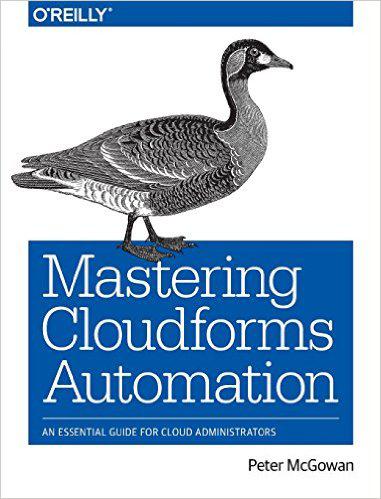 O'REILLY®
Mastering
Cloudforms
Automation
AN ESSENTIAL GUIDE FOR CLOUD ADMINISTRATORS
Peter McGowan